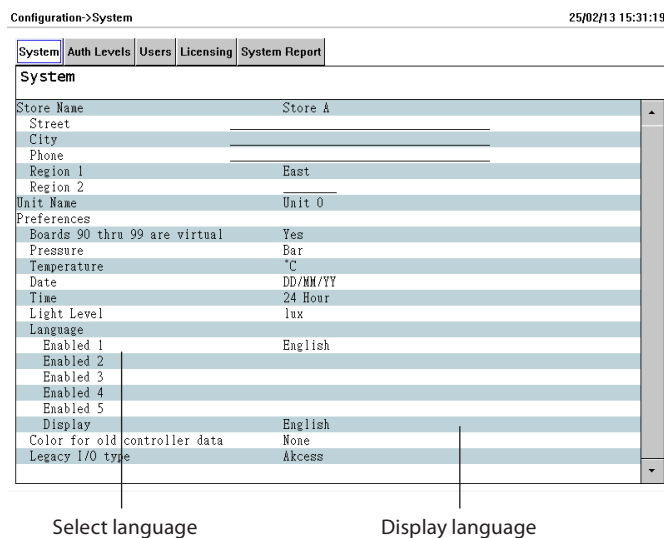 Configuration->System 25/02/13 15:31:19
System Auth Levels Users Licensing System Report
System
Store Name Store A
Street
City
Phone
Region 1 East
Region 2
Unit Name Unit 0
Preferences
Boards 90 thru 99 are virtual Yes
Pressure Bar
Temperature °C
Date DD/MM/YY
Time 24 Hour
Light Level lux
Language
Enabled 1 English
Enabled 2
Enabled 3
Enabled 4
Enabled 5
Display English
Color for old controller data None
Legacy I/O type Akcess
Select language Display language